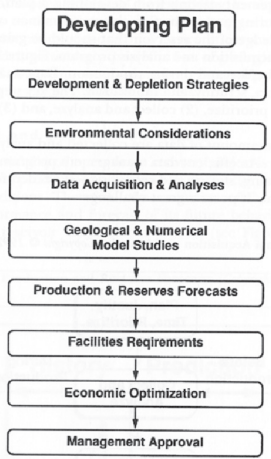 Developing Plan
Development & Depletion Strategies
Environmental Considerations
Data Acquisition & Analyses
Geological & Numerical
Model Studies
Production & Reserves Forecasts
Facilities Reqirements
Economic Optimization
Management Approval